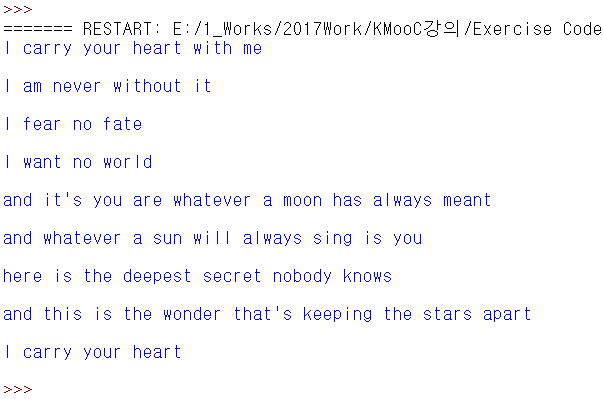 >>>
======= RESTART: E:/1_Works/2017Work/KMooC강의/Exercise Code
I carry your heart with me
I am never without it
I fear no fate
I want no world
and it's you are whatever a moon has always meant
and whatever a sun will always sing is you
here is the deepest secret nobody knows
and this is the wonder that's keeping the stars apart
I carry your heart
>>>